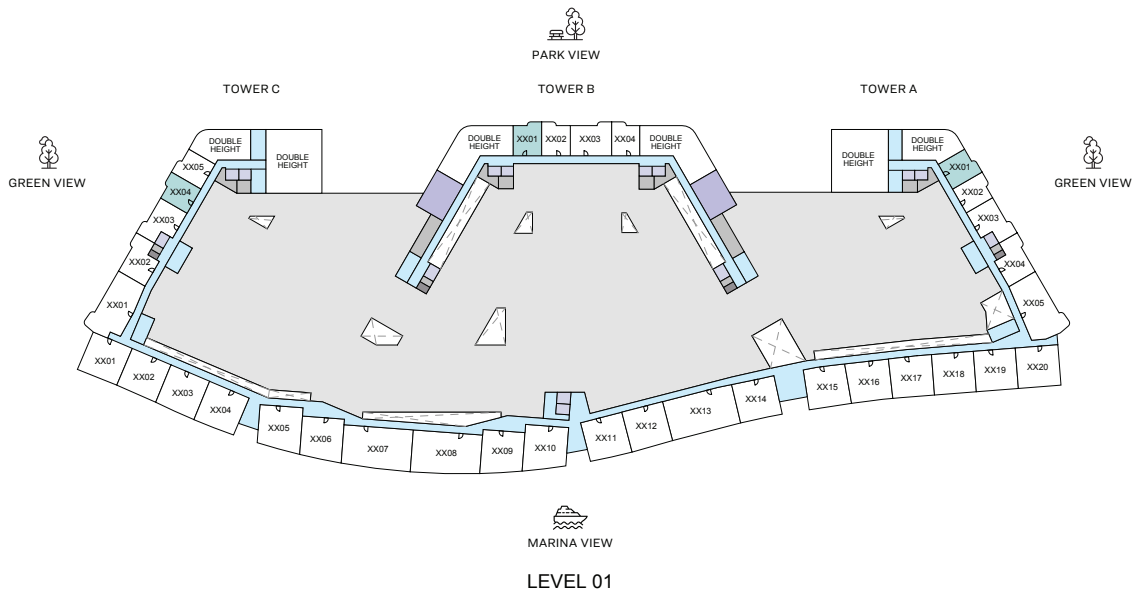 PARK VIEW
TOWER C
TOWER B
TOWER A
GREEN VIEW
GREEN VIEW
DOUBLE
HEIGHT
DOUBLE
HEIGHT
XX05
XX04
XX03
XX02
XX01
DOUBLE
HEIGHT
XX01
XX02
XX03
XX04
DOUBLE
HEIGHT
DOUBLE
HEIGHT
DOUBLE
HEIGHT
XX01
XX02
XX03
XX04
XX05
XX01
XX02
XX03
XX04
XX05
XX06
XX07
XX08
XX09
XX10
XX11
XX12
XX13
XX14
XX15
XX16
XX17
XX18
XX19
XX20
MARINA VIEW
LEVEL 01